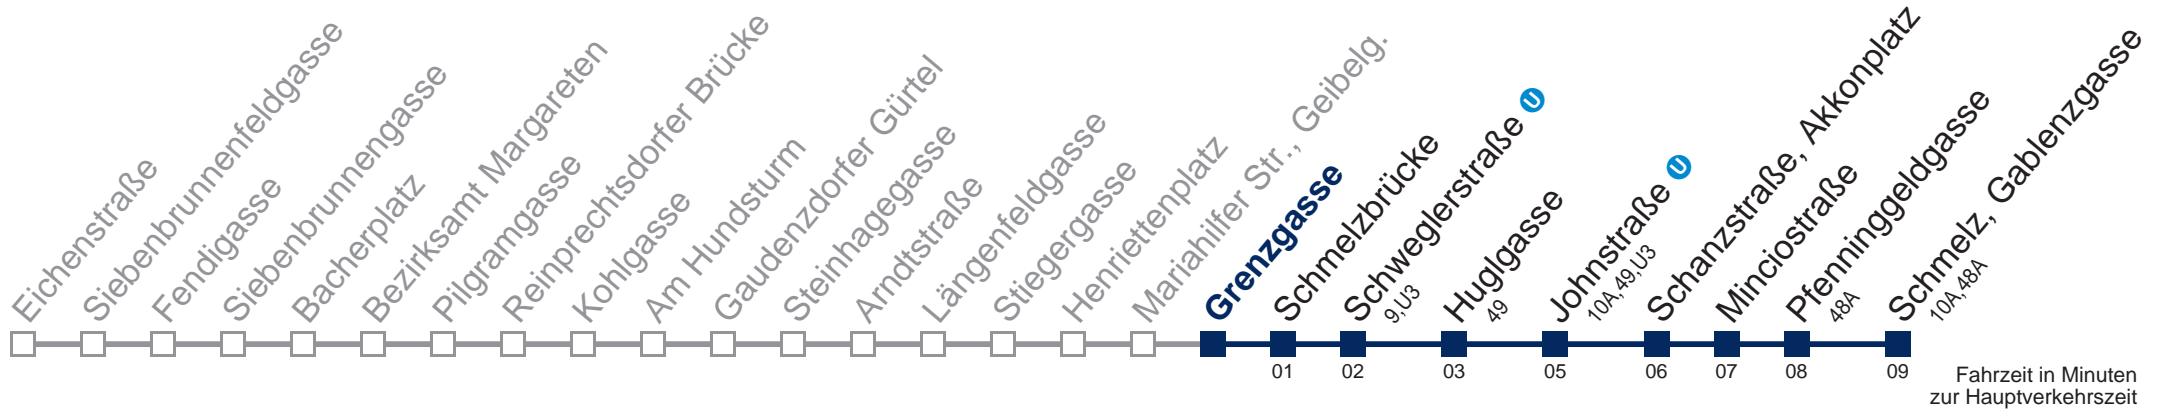 Eichenstraße
Siebenbrunnenfeldgasse
Fendigasse
Siebenbrunnengasse
Bacherplatz
Bezirksamt Margareten
Pilgramgasse
Reinprechtsdorfer Brücke
Kohlgasse
Am Hundsturm
Gaudenzdorfer Gürtel
Steinhagegasse
Arndtstraße
Längenfeldgasse
Stiegergasse
Henriettenplatz
Mariahilfer Str., Geibelg.
Grenzgasse
Schmelzbrücke
Schweglerstraße U
9,U3
Huglgasse
49
Johnstraße U
10A,49,U3
Schanzstraße, Akkonplatz
Minciostraße
Pfenninggeldgasse
48A
Schmelz, Gablenzgasse
10A,48A
01 02 03 05 06 07 08 09
Fahrzeit in Minuten
zur Hauptverkehrszeit